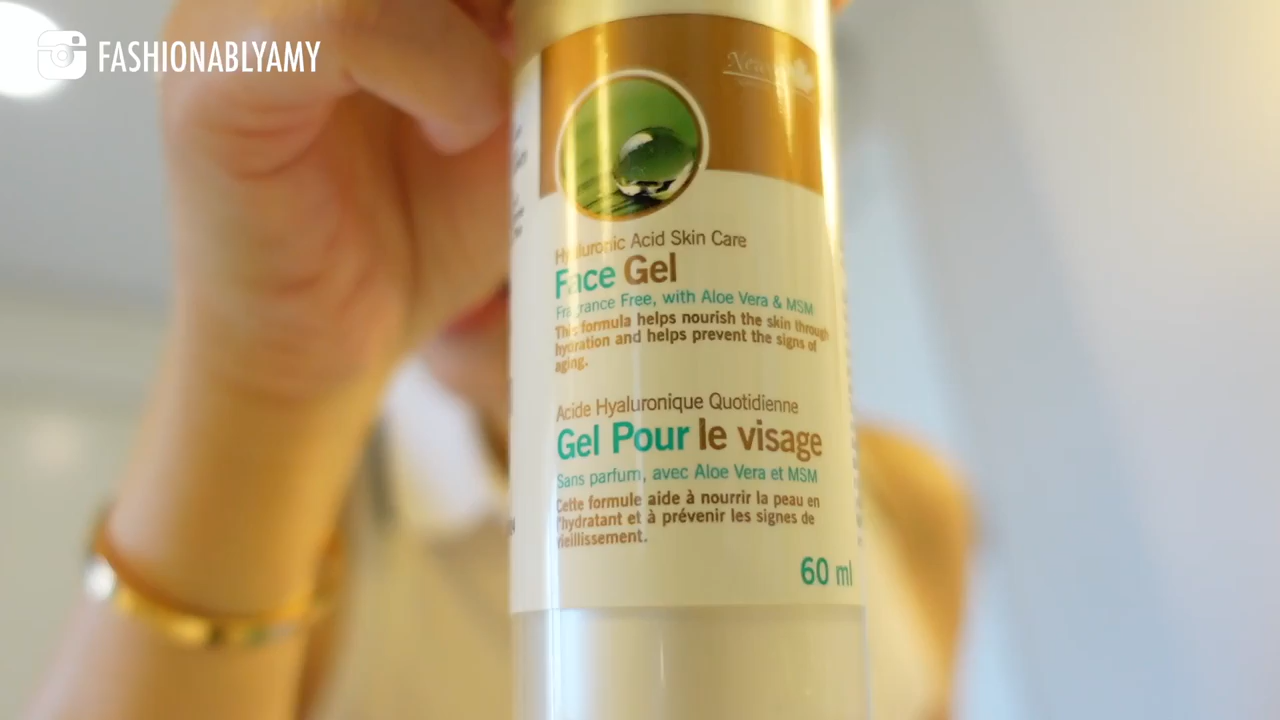 FASHIONABLYAMY
Hyaluronic Acid Skin Care
Face Gel
Fragrance Free, with Aloe Vera & MSM
This formula helps nourish the skin through
hydration and helps prevent the signs of
aging.
Acide Hyaluronique Quotidienne
Gel Pour le visage
Sans parfum, avec Aloe Vera et MSM
Cette formule aide à nourrir la peau en
l'hydratant et à prévenir les signes de
vieillissement.
60 ml